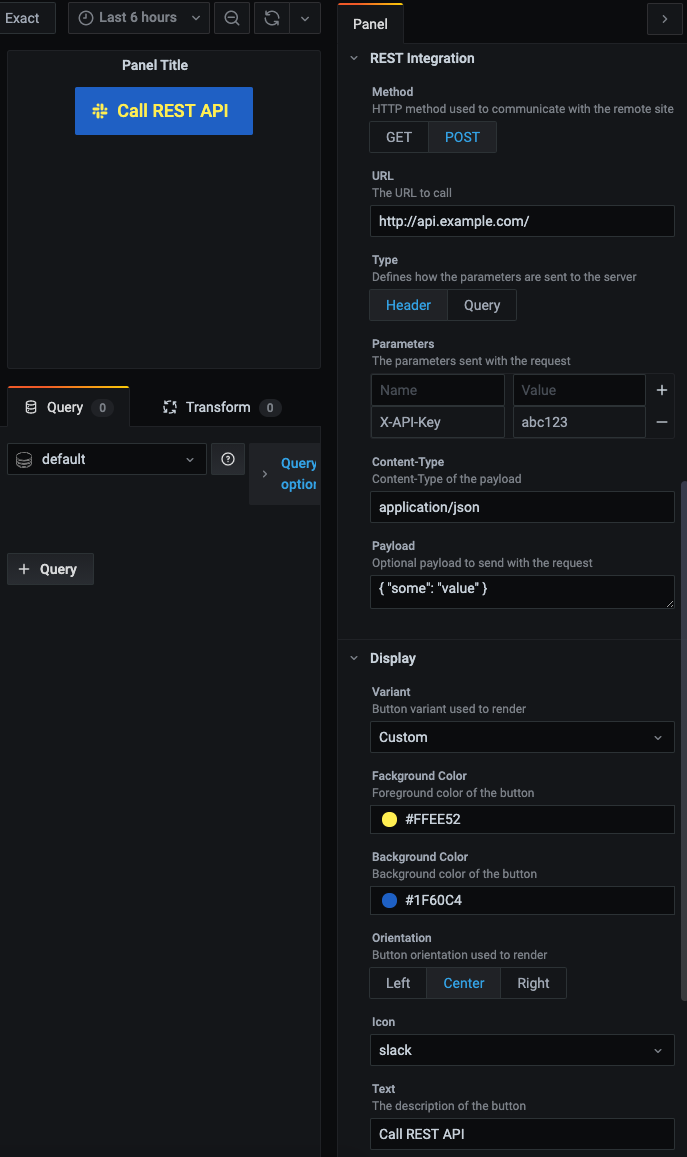 Exact
Last 6 hours
Panel Title
Call REST API
Query 0
Transform 0
default
Query
option
+ Query
Panel
REST Integration
Method
HTTP method used to communicate with the remote site
GET POST
URL
The URL to call
http://api.example.com/
Type
Defines how the parameters are sent to the server
Header Query
Parameters
The parameters sent with the request
Name Value
X-API-Key abc123
Content-Type
Content-Type of the payload
application/json
Payload
Optional payload to send with the request
{ "some": "value" }
Display
Variant
Button variant used to render
Custom
Fackground Color
Foreground color of the button
#FFEE52
Background Color
Background color of the button
#1F60C4
Orientation
Button orientation used to render
Left Center Right
Icon
slack
Text
The description of the button
Call REST API